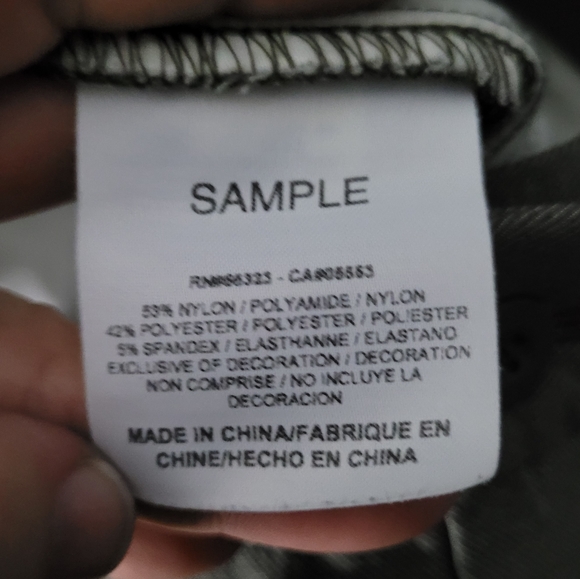 SAMPLE
53% NYLON / POLYAMIDE / NYLON
42% POLYESTER / POLYESTER / POLIESTER
5% SPANDEX / ELASTHANNE / ELASTANO
EXCLUSIVE OF DECORATION / DECORATION
NON COMPRISE / NO INCLUYE LA
DECORACION
MADE IN CHINA/FABRIQUE EN
CHINE/HECHO EN CHINA